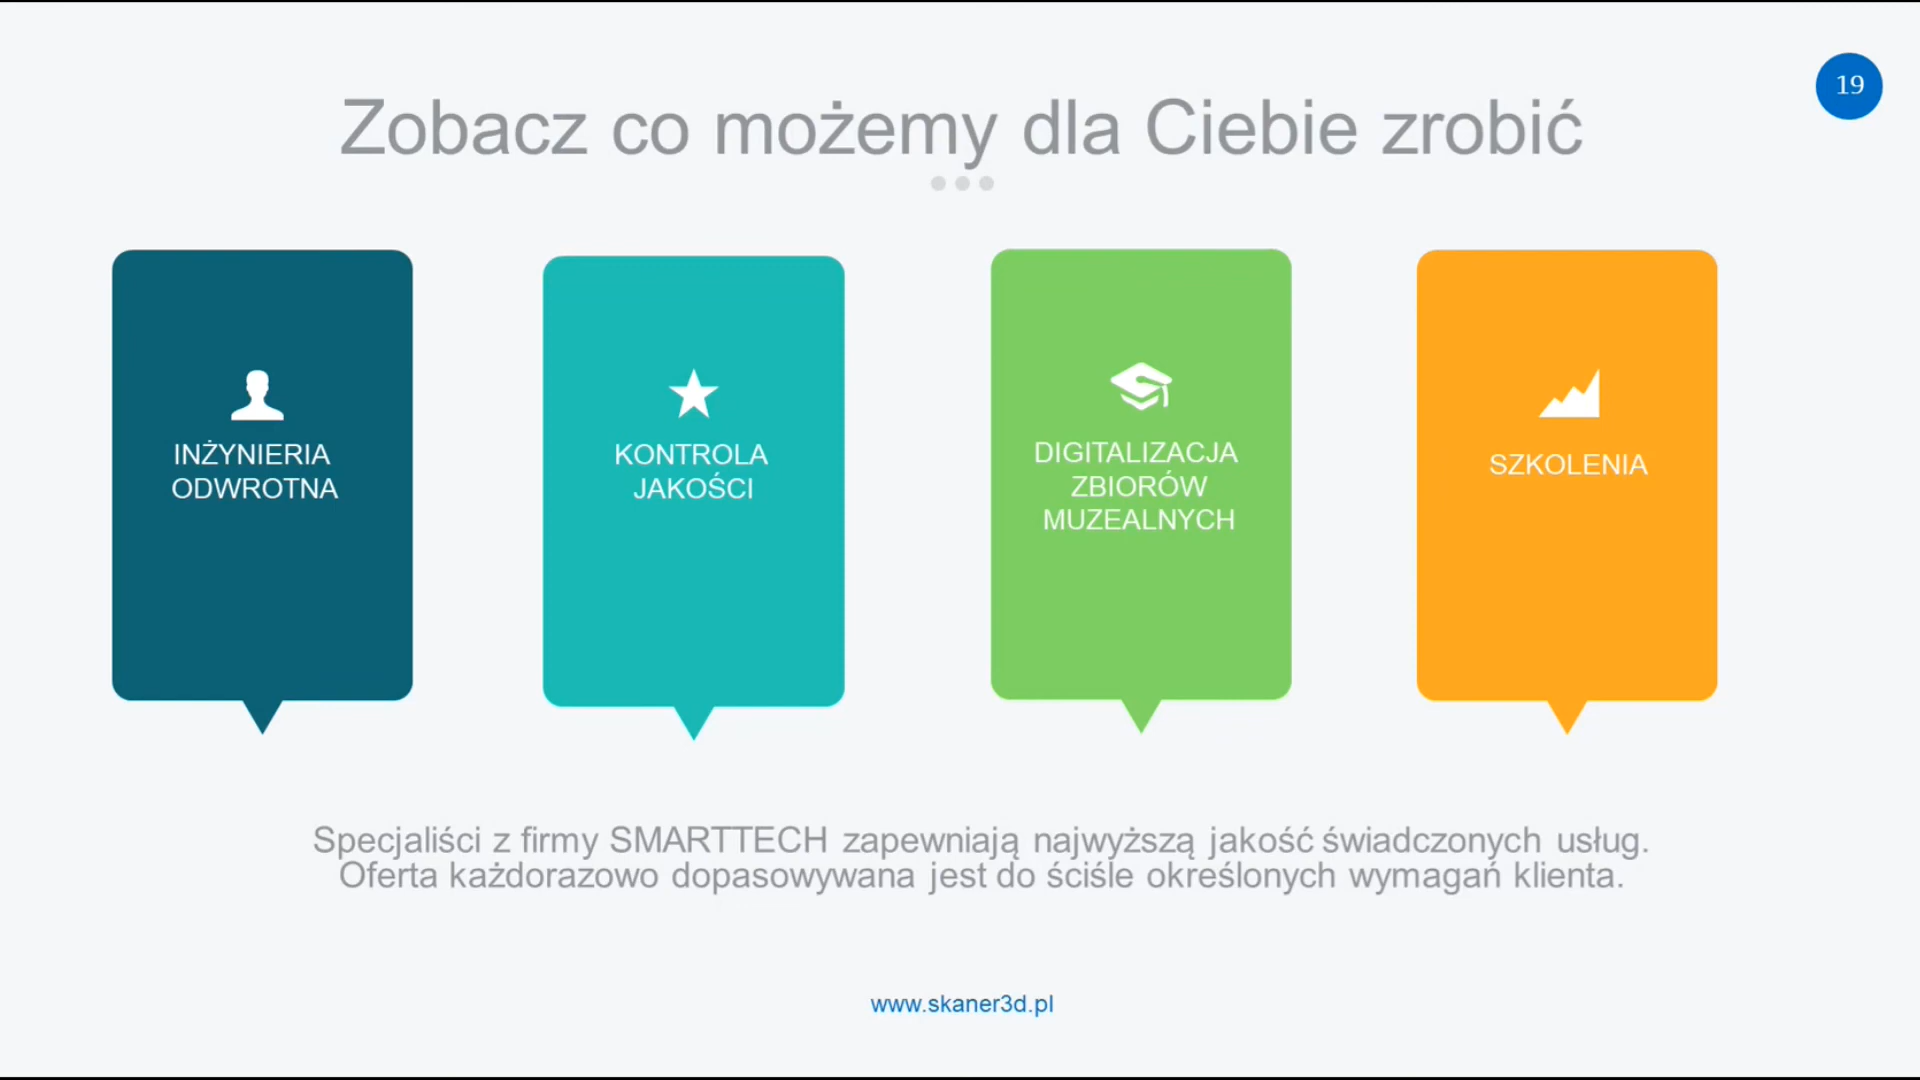 19
Zobacz co możemy dla Ciebie zrobić
INŻYNIERIA
ODWROTNA
KONTROLA
JAKOŚCI
DIGITALIZACJA
ZBIORÓW
MUZEALNYCH
SZKOLENIA
Specjaliści z firmy SMARTTECH zapewniają najwyższą jakość świadczonych usług.
Oferta każdorazowo dopasowywana jest do ściśle określonych wymagań klienta.
www.skaner3d.pl